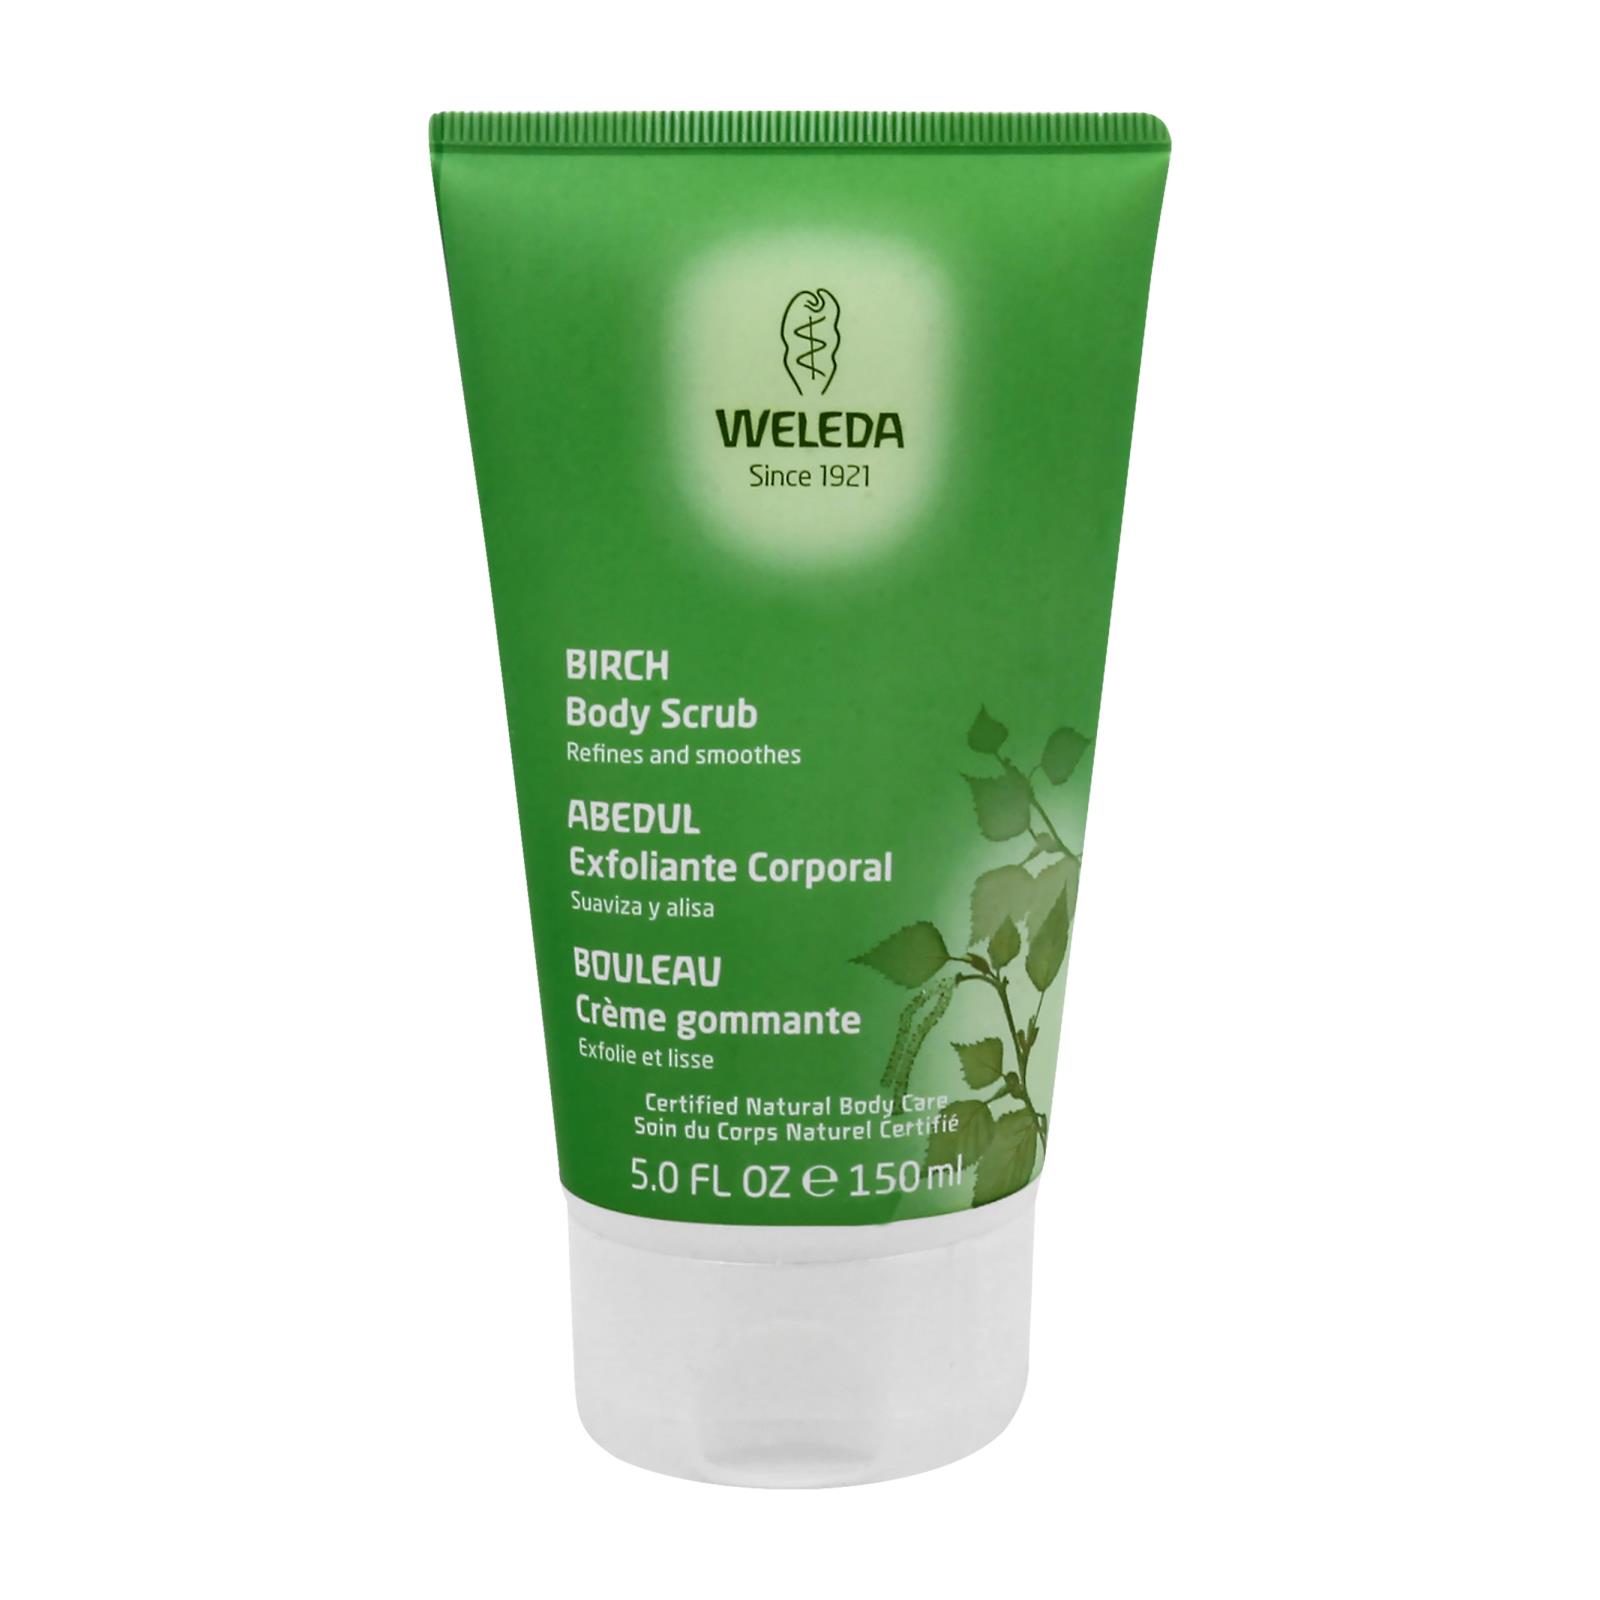 WELEDA
Since 1921
BIRCH
Body Scrub
Refines and smoothes
ABEDUL
Exfoliante Corporal
Suaviza y alisa
BOULEAU
Crème gommante
Exfolie et lisse
Certified Natural Body Care
Soin du Corps Naturel Certifié
5.0 FL OZ ℮ 150 ml